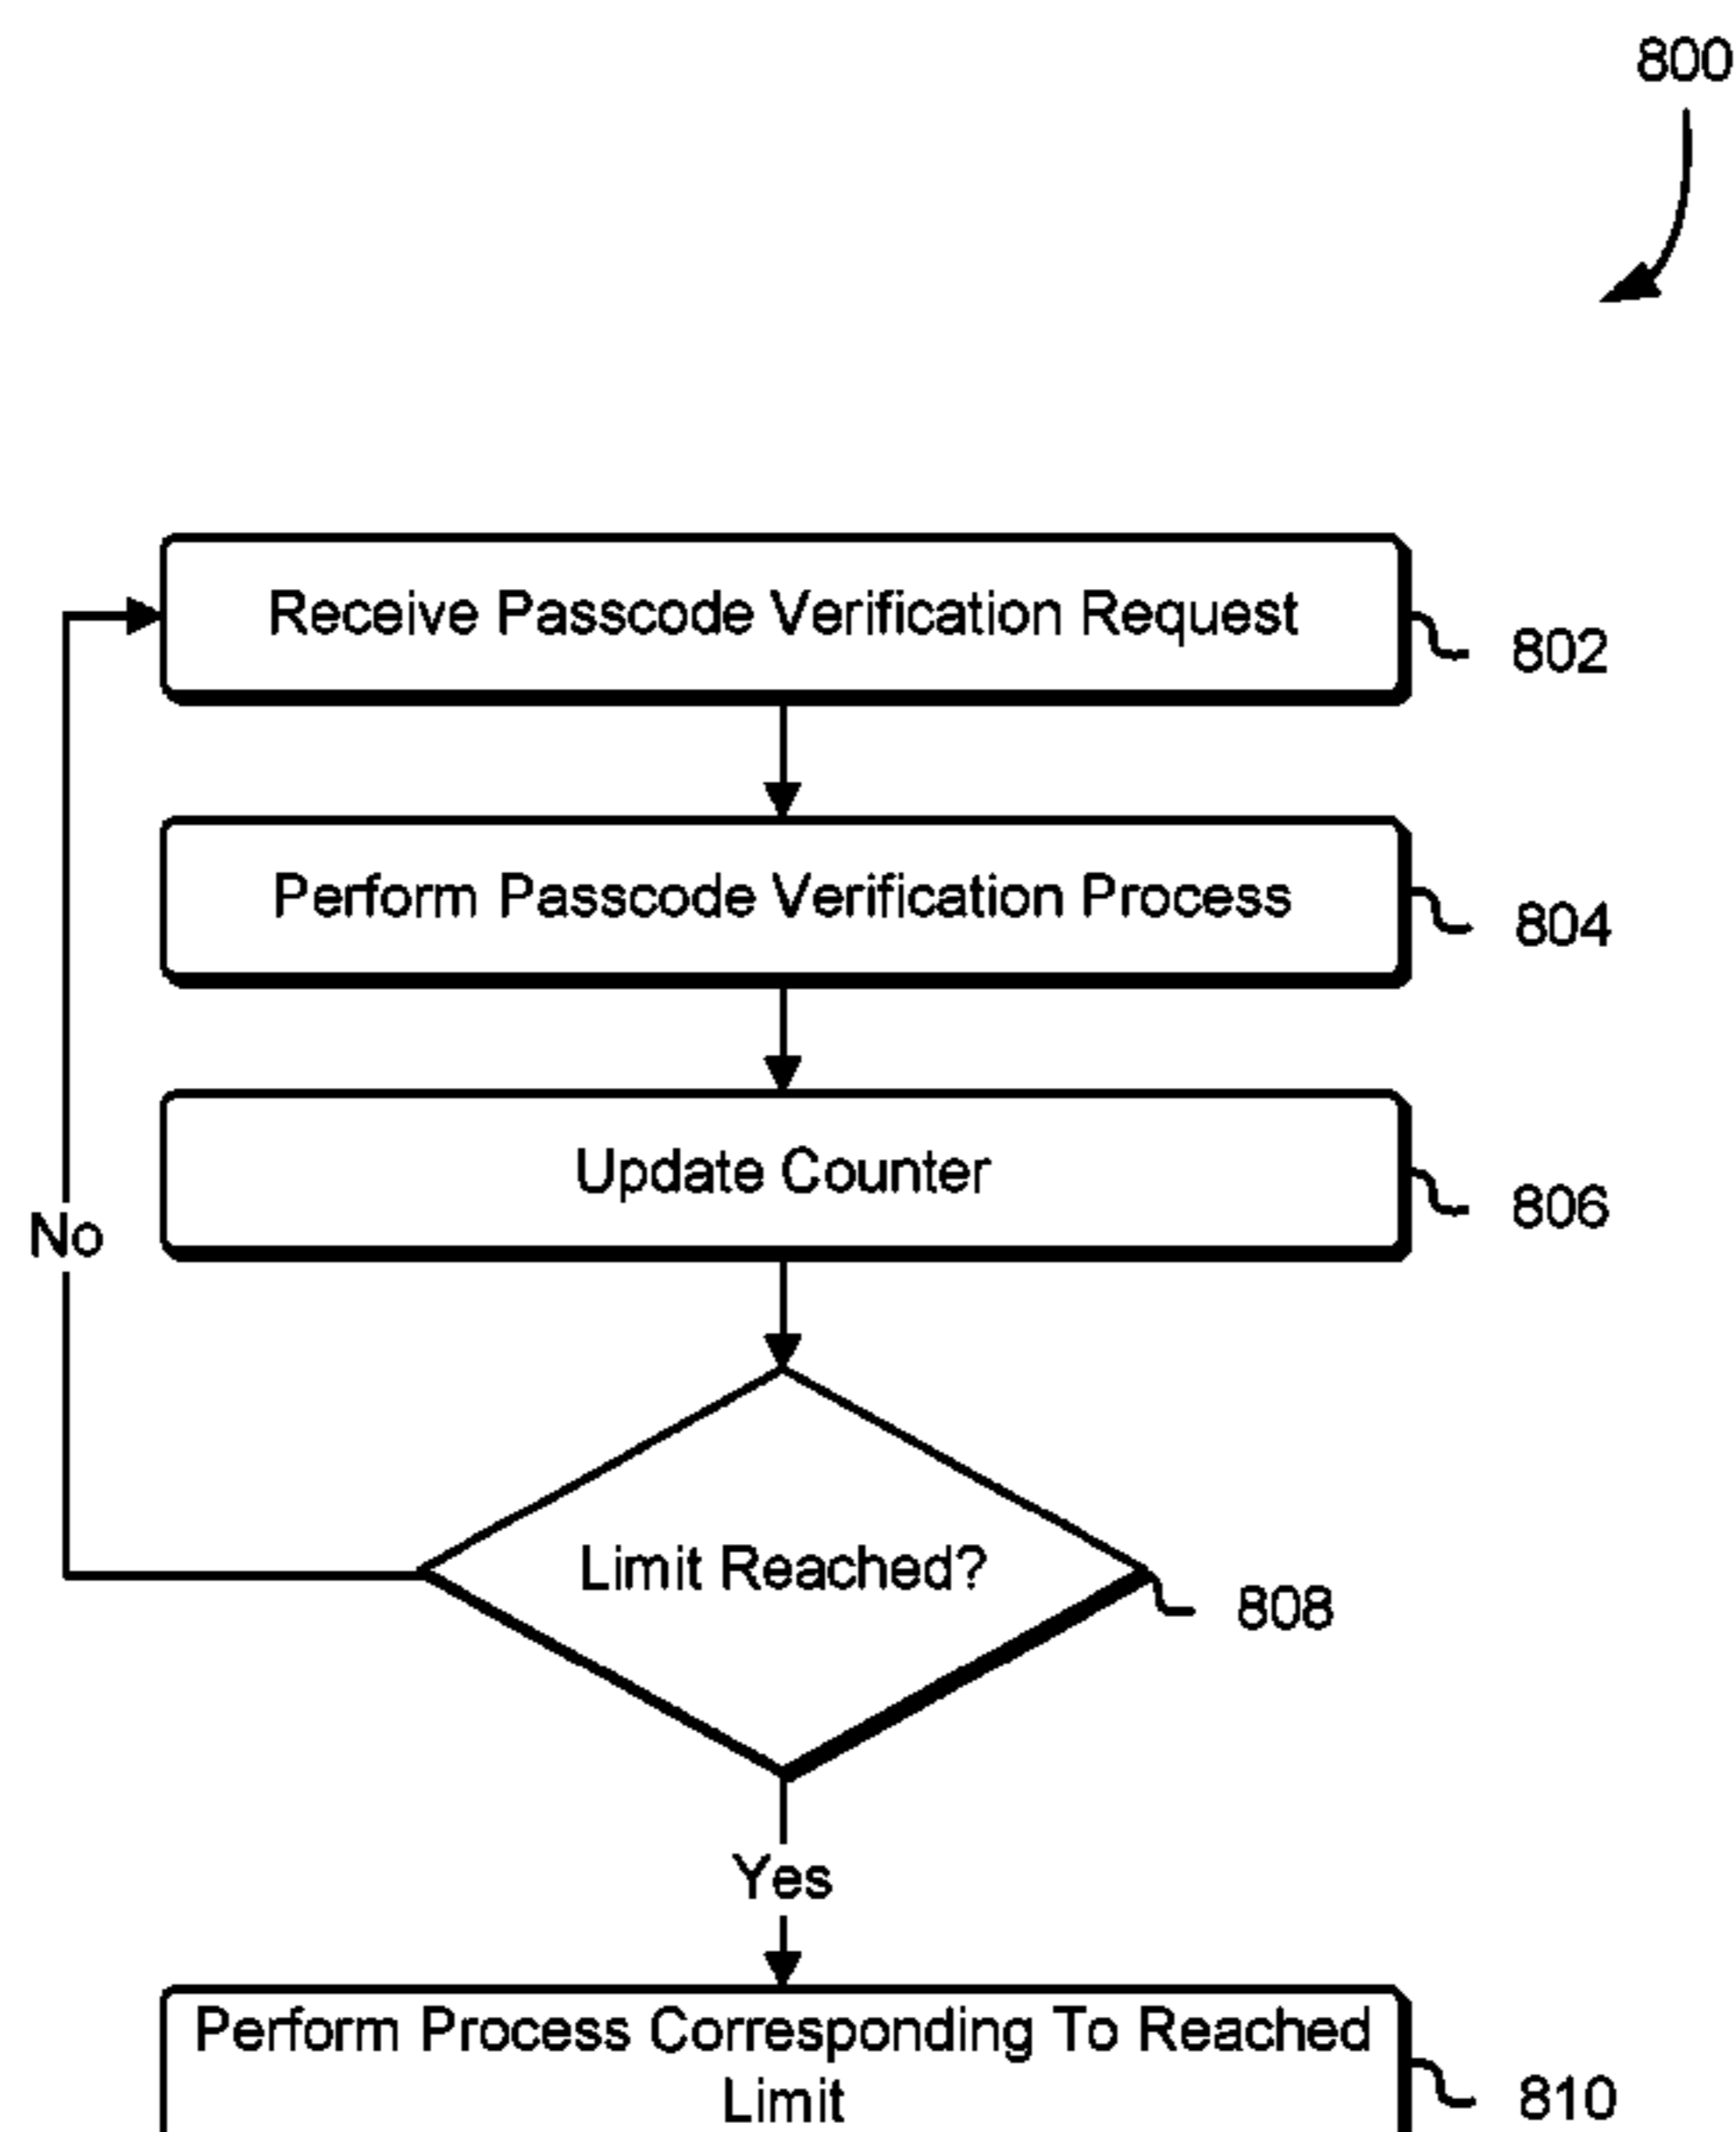 800
Receive Passcode Verification Request
802
Perform Passcode Verification Process
804
Update Counter
806
No
Limit Reached?
808
Yes
Perform Process Corresponding To Reached
Limit
810